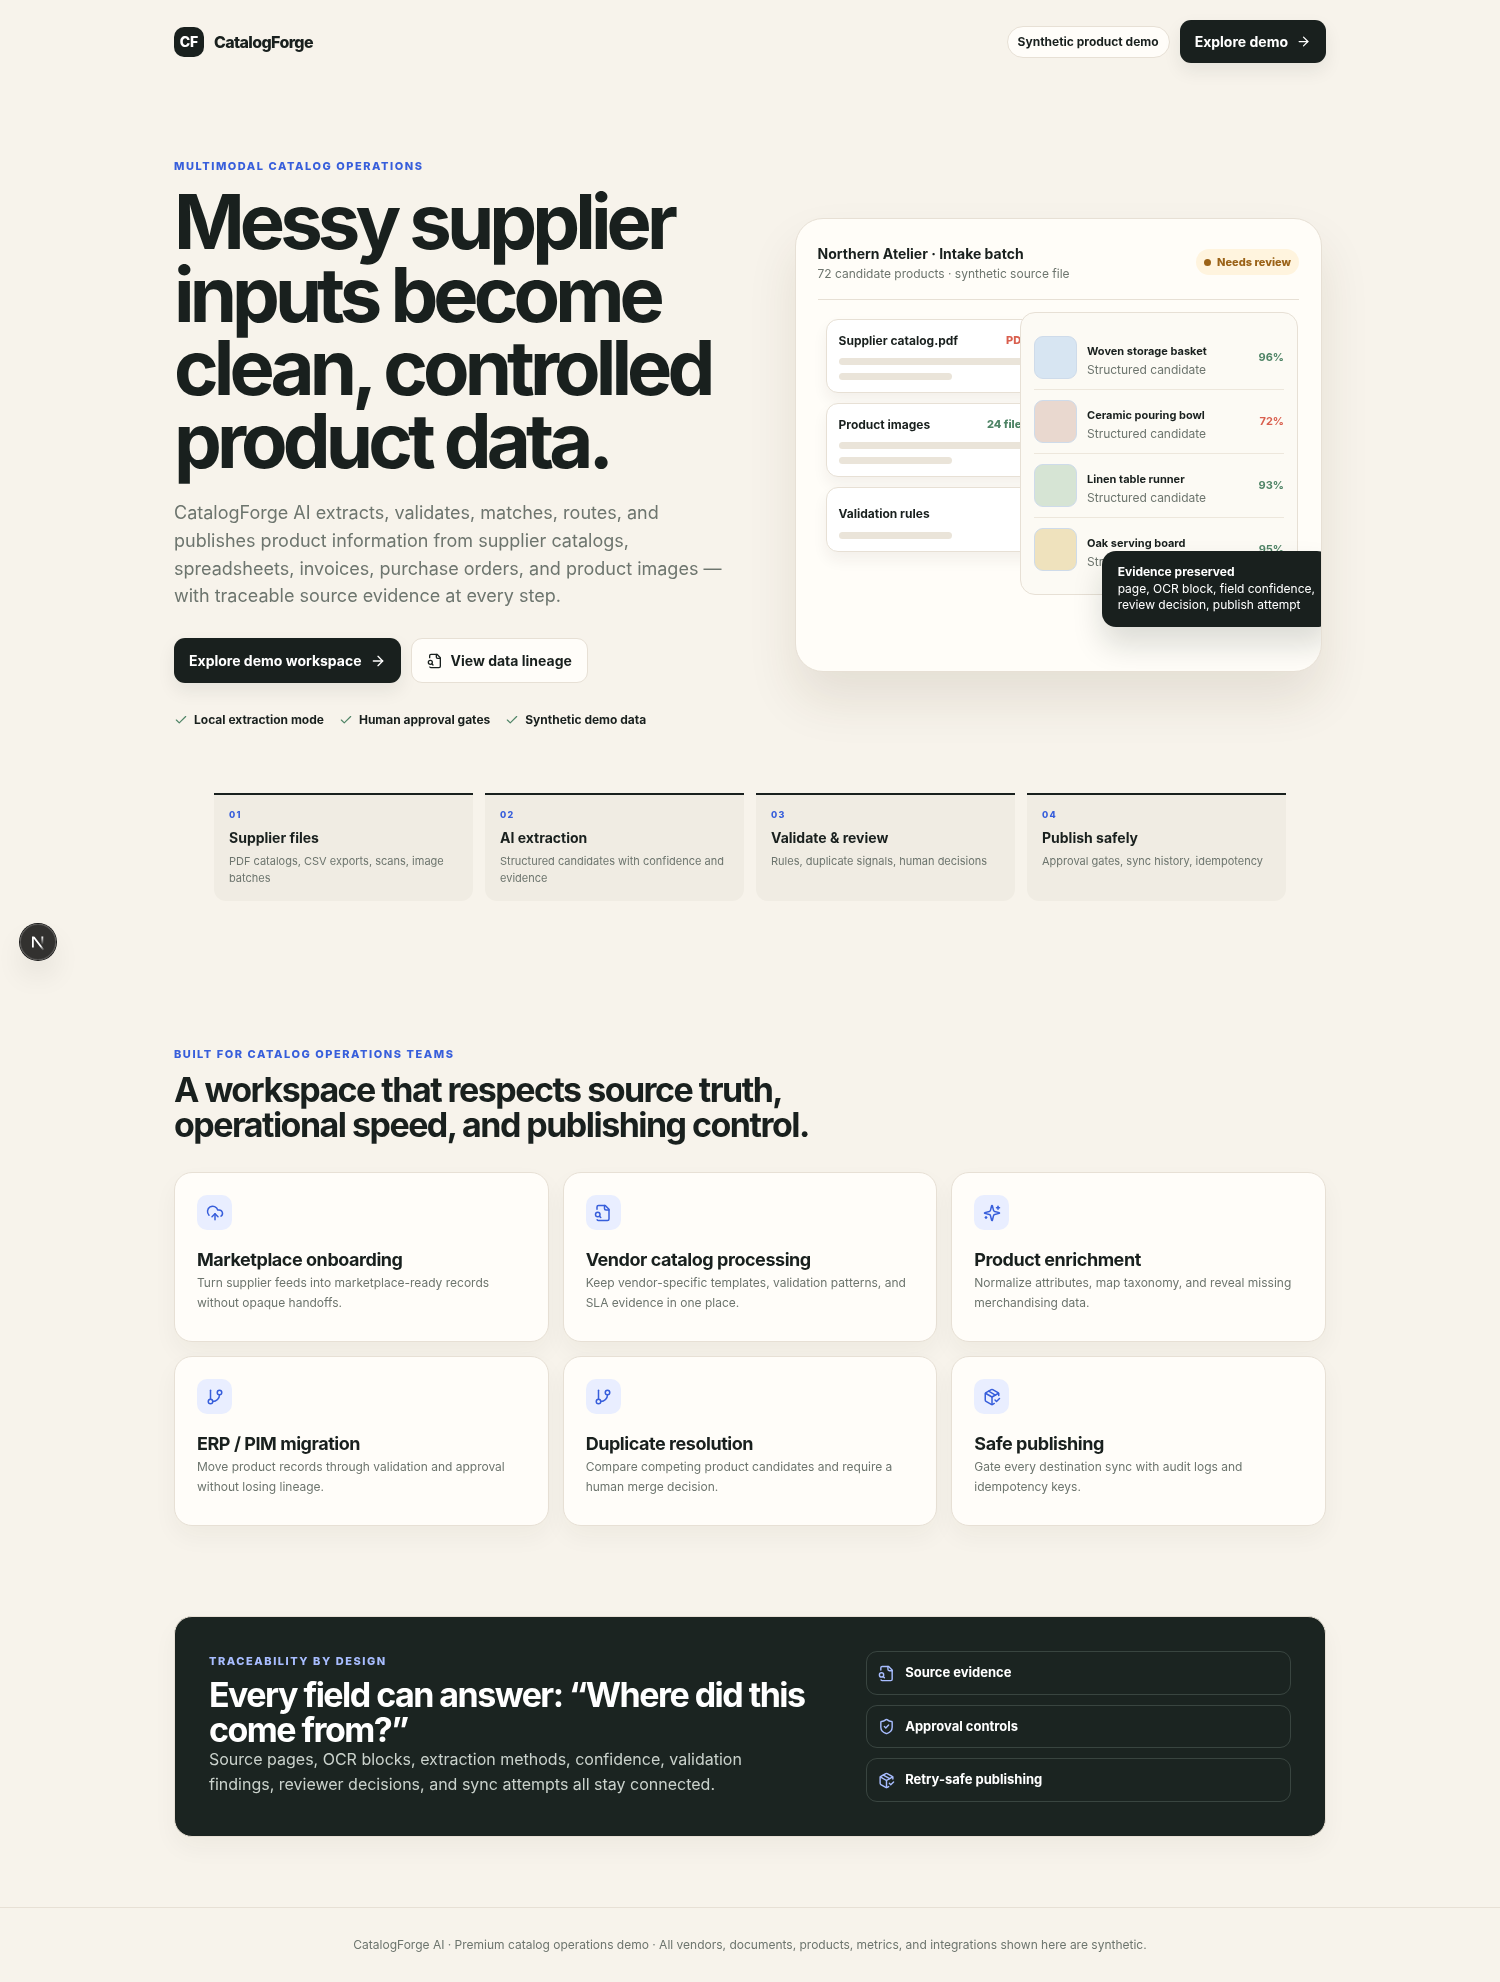 CF CatalogForge
Synthetic product demo
Explore demo
MULTIMODAL CATALOG OPERATIONS
Messy supplier
inputs become
clean, controlled
product data.
CatalogForge AI extracts, validates, matches, routes, and
publishes product information from supplier catalogs,
spreadsheets, invoices, purchase orders, and product images —
with traceable source evidence at every step.
Explore demo workspace
View data lineage
Local extraction mode
Human approval gates
Synthetic demo data
Northern Atelier · Intake batch
72 candidate products · synthetic source file
Needs review
Supplier catalog.pdf
PD
Product images
24 file
Validation rules
Woven storage basket
Structured candidate
96%
Ceramic pouring bowl
Structured candidate
72%
Linen table runner
Structured candidate
93%
Oak serving board
95%
Str
Evidence preserved
page, OCR block, field confidence,
review decision, publish attempt
01
Supplier files
PDF catalogs, CSV exports, scans, image
batches
02
AI extraction
Structured candidates with confidence and
evidence
03
Validate & review
Rules, duplicate signals, human decisions
04
Publish safely
Approval gates, sync history, idempotency
N
BUILT FOR CATALOG OPERATIONS TEAMS
A workspace that respects source truth,
operational speed, and publishing control.
Marketplace onboarding
Turn supplier feeds into marketplace-ready records
without opaque handoffs.
Vendor catalog processing
Keep vendor-specific templates, validation patterns, and
SLA evidence in one place.
Product enrichment
Normalize attributes, map taxonomy, and reveal missing
merchandising data.
ERP / PIM migration
Move product records through validation and approval
without losing lineage.
Duplicate resolution
Compare competing product candidates and require a
human merge decision.
Safe publishing
Gate every destination sync with audit logs and
idempotency keys.
TRACEABILITY BY DESIGN
Every field can answer: “Where did this
come from?”
Source pages, OCR blocks, extraction methods, confidence, validation
findings, reviewer decisions, and sync attempts all stay connected.
Source evidence
Approval controls
Retry-safe publishing
CatalogForge AI · Premium catalog operations demo · All vendors, documents, products, metrics, and integrations shown here are synthetic.